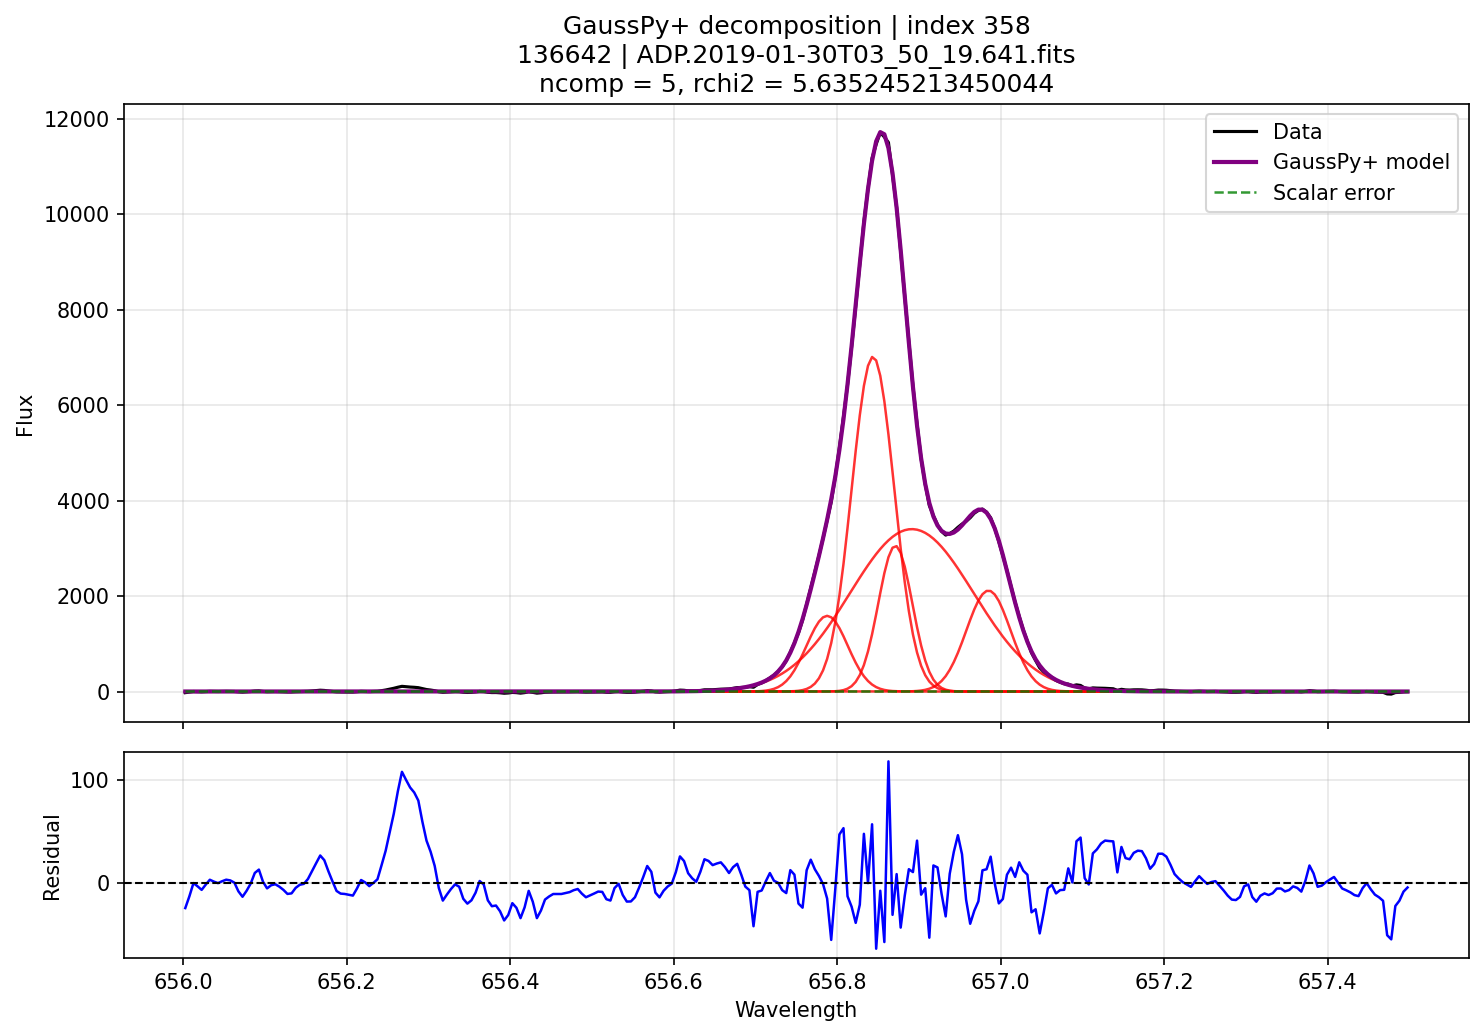 GaussPy+ decomposition | index 358
136642 | ADP.2019-01-30T03_50_19.641.fits
ncomp = 5, rchi2 = 5.635245213450044
12000
10000
8000
6000
4000
2000
0
Flux
Data
GaussPy+ model
Scalar error
100
0
Residual
656.0
656.2
656.4
656.6
656.8
657.0
657.2
657.4
Wavelength